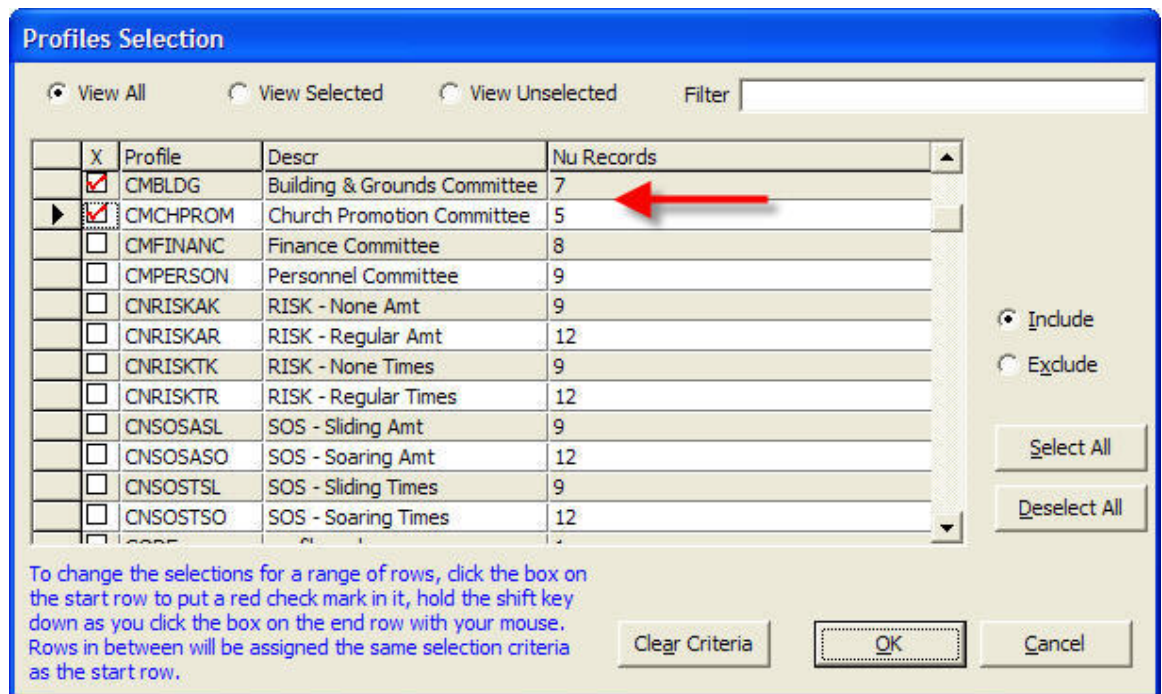 Profiles Selection
View All View Selected View Unselected Filter
X Profile Descr Nu Records
CMBLDG Building & Grounds Committee 7
CMCHPROM Church Promotion Committee 5
CMFINANC Finance Committee 8
CMPERSON Personnel Committee 9
CNRISKAK RISK - None Amt 9
CNRISKAR RISK - Regular Amt 12
CNRISKTK RISK - None Times 9
CNRISKTR RISK - Regular Times 12
CNSOSASL SOS - Sliding Amt 9
CNSOSASO SOS - Soaring Amt 12
CNSOSTSL SOS - Sliding Times 9
CNSOSTSO SOS - Soaring Times 12
Include
Exclude
Select All
Deselect All
To change the selections for a range of rows, click the box on
the start row to put a red check mark in it, hold the shift key
down as you click the box on the end row with your mouse.
Rows in between will be assigned the same selection criteria
as the start row.
Clear Criteria OK Cancel